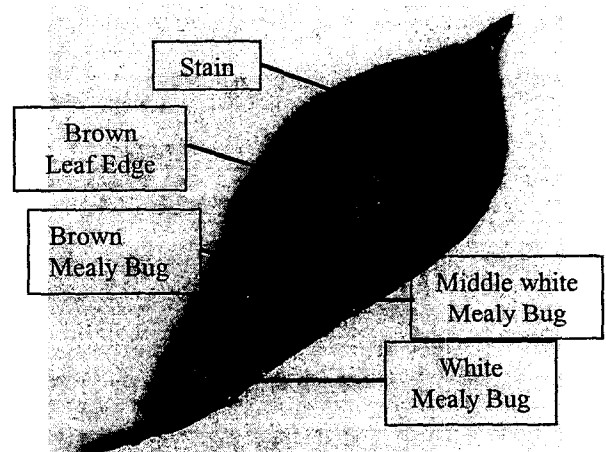 Stain
Brown
Leaf Edge
Brown
Mealy Bug
Middle white
Mealy Bug
White
Mealy Bug